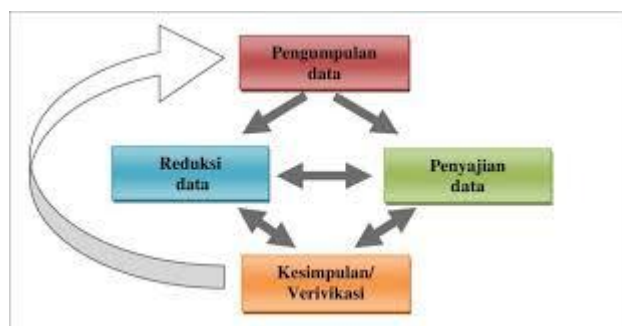 Pengumpulan
data
Reduksi
data
Penyajian
data
Kesimpulan/
Verivikasi